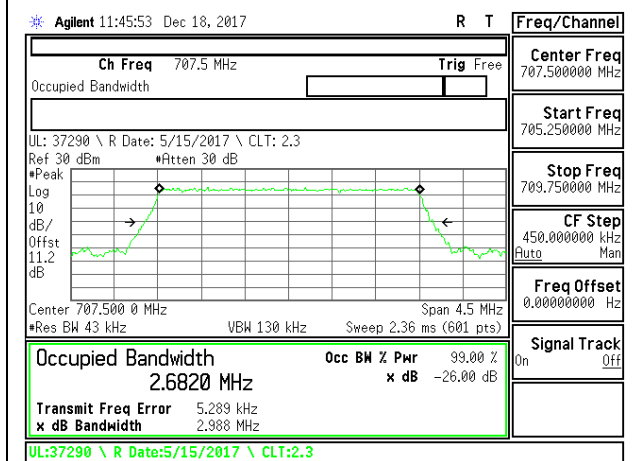 Agilent 11:45:53 Dec 18, 2017 R T
Freq/Channel
Ch Freq 707.5 MHz Trig Free
Occupied Bandwidth
UL: 37290 \ R Date: 5/15/2017 \ CLT: 2.3
Ref 30 dBm #Atten 30 dB
#Peak
Log
10
dB/
Offst
11.2
dB
Center 707.500 0 MHz Span 4.5 MHz
#Res BW 43 kHz VBW 130 kHz Sweep 2.36 ms (601 pts)
Occupied Bandwidth Occ BW % Pwr 99.00 %
2.6820 MHz x dB -26.00 dB
Transmit Freq Error 5.289 kHz
x dB Bandwidth 2.988 MHz
UL:37290 \ R Date:5/15/2017 \ CLT:2.3
Center Freq
707.500000 MHz
Start Freq
705.250000 MHz
Stop Freq
709.750000 MHz
CF Step
450.000000 kHz
Auto Man
Freq Offset
0.00000000 Hz
Signal Track
On Off